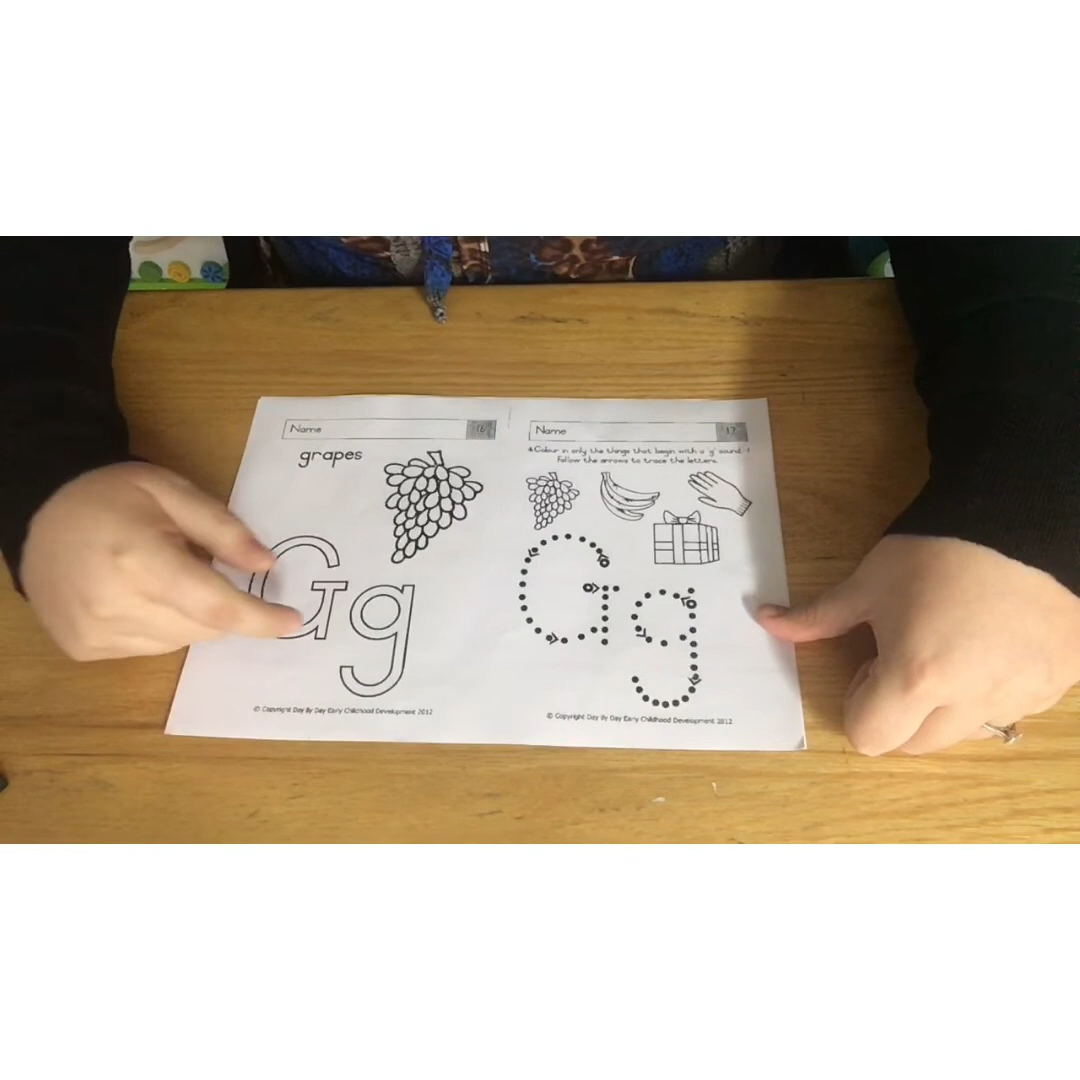 Name 16
grapes
Gg
© Copyright Day By Day Early Childhood Development 2012
Name 17
Colour in only the things that begin with a 'g' sound.
Follow the arrows to trace the letters.
Gg
© Copyright Day By Day Early Childhood Development 2012